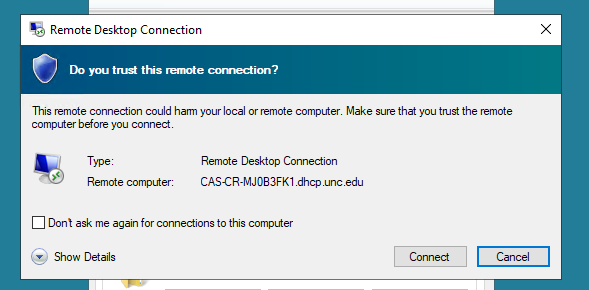 Remote Desktop Connection
Do you trust this remote connection?
This remote connection could harm your local or remote computer. Make sure that you trust the remote
computer before you connect.
Type: Remote Desktop Connection
Remote computer: CAS-CR-MJ0B3FK1.dhcp.unc.edu
Don't ask me again for connections to this computer
Show Details Connect Cancel